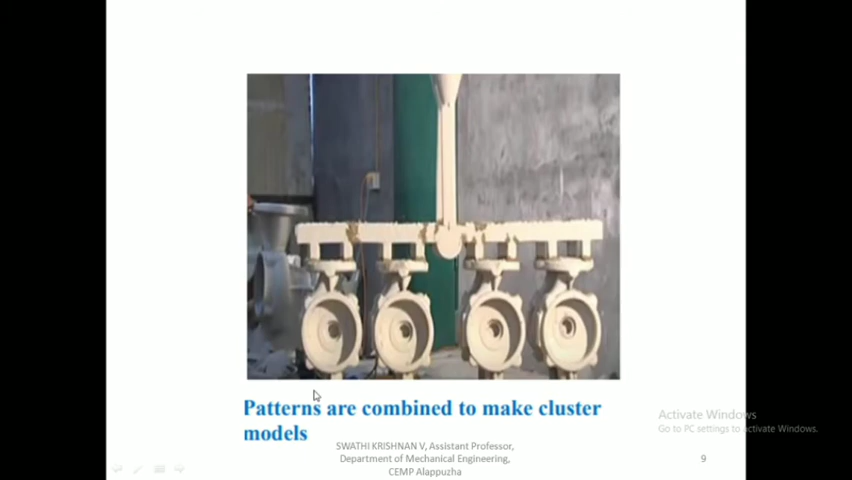 Patterns are combined to make cluster
models
SWATHI KRISHNAN V, Assistant Professor,
Department of Mechanical Engineering,
CEMP Alappuzha
9
Activate Windows
Go to PC settings to activate Windows.